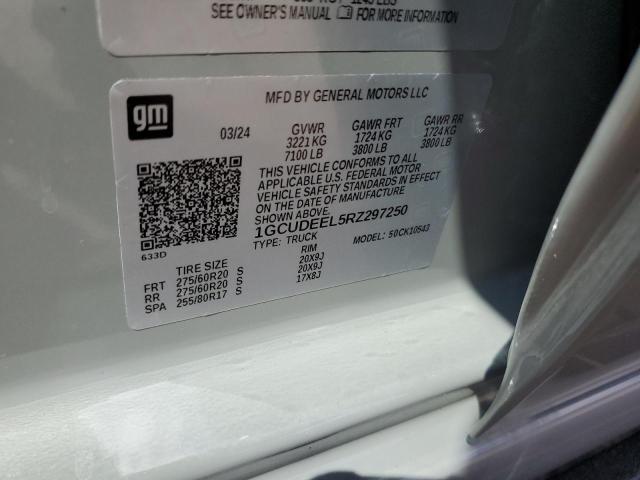 SEE OWNER'S MANUAL FOR MORE INFORMATION
gm
MFD BY GENERAL MOTORS LLC
03/24 GVWR GAWR FRT GAWR RR
3221 KG 1724 KG 1724 KG
7100 LB 3800 LB 3800 LB
THIS VEHICLE CONFORMS TO ALL
APPLICABLE U.S. FEDERAL MOTOR
VEHICLE SAFETY STANDARDS IN EFFECT
ON THE DATE OF MANUFACTURE
SHOWN ABOVE.
1GCUDEEL5RZ297250
TYPE: TRUCK MODEL: 50CK10543
633D
TIRE SIZE RIM
FRT 275/60R20 S 20X9J
RR 275/60R20 S 20X9J
SPA 255/80R17 S 17X8J